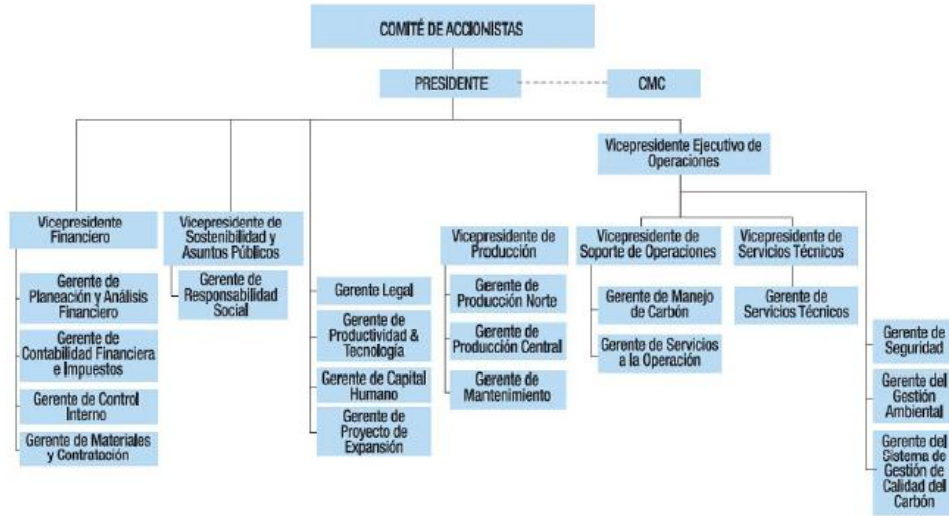 COMITÉ DE ACCIONISTAS
PRESIDENTE
CMC
Vicepresidente Ejecutivo de
Operaciones
Vicepresidente
Financiero
Gerente de
Planeación y Análisis
Financiero
Gerente de
Contabilidad Financiera
e Impuestos
Gerente de Control
Interno
Gerente de Materiales
y Contratación
Vicepresidente de
Sostenibilidad y
Asuntos Públicos
Gerente de
Responsabilidad
Social
Gerente Legal
Gerente de
Productividad &
Tecnología
Gerente de Capital
Humano
Gerente de
Proyecto de
Expansión
Vicepresidente de
Producción
Gerente de
Producción Norte
Gerente de
Producción Central
Gerente de
Mantenimiento
Vicepresidente de
Soporte de Operaciones
Gerente de Manejo
de Carbón
Gerente de Servicios
a la Operación
Vicepresidente de
Servicios Técnicos
Gerente de
Servicios Técnicos
Gerente de
Seguridad
Gerente del
Gestión
Ambiental
Gerente del
Sistema de
Gestión de
Calidad del
Carbón